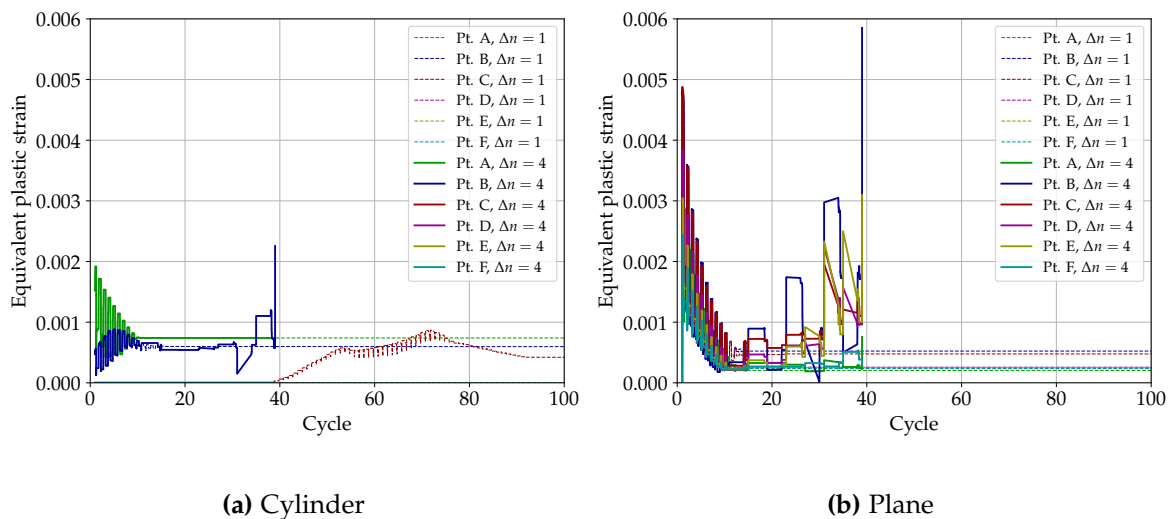 0.006
0.005
0.004
0.003
0.002
0.001
0.000
Equivalent plastic strain
0
20
40
60
80
100
Cycle
Pt. A, Δn = 1
Pt. B, Δn = 1
Pt. C, Δn = 1
Pt. D, Δn = 1
Pt. E, Δn = 1
Pt. F, Δn = 1
Pt. A, Δn = 4
Pt. B, Δn = 4
Pt. C, Δn = 4
Pt. D, Δn = 4
Pt. E, Δn = 4
Pt. F, Δn = 4
(a) Cylinder
0.006
0.005
0.004
0.003
0.002
0.001
0.000
Equivalent plastic strain
0
20
40
60
80
100
Cycle
Pt. A, Δn = 1
Pt. B, Δn = 1
Pt. C, Δn = 1
Pt. D, Δn = 1
Pt. E, Δn = 1
Pt. F, Δn = 1
Pt. A, Δn = 4
Pt. B, Δn = 4
Pt. C, Δn = 4
Pt. D, Δn = 4
Pt. E, Δn = 4
Pt. F, Δn = 4
(b) Plane